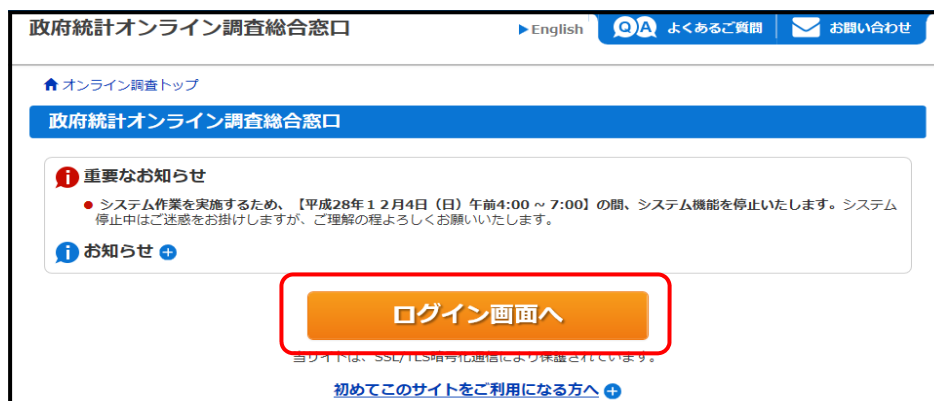 政府統計オンライン調査総合窓口
English
QA よくあるご質問
お問い合わせ
オンライン調査トップ
政府統計オンライン調査総合窓口
重要なお知らせ
システム作業を実施するため、【平成28年１２月4日（日）午前4:00 ~ 7:00】の間、システム機能を停止いたします。システム
停止中はご迷惑をお掛けしますが、ご理解の程よろしくお願いいたします。
お知らせ
ログイン画面へ
当サイトは、SSL/TLS暗号化通信により保護されています。
初めてこのサイトをご利用になる方へ